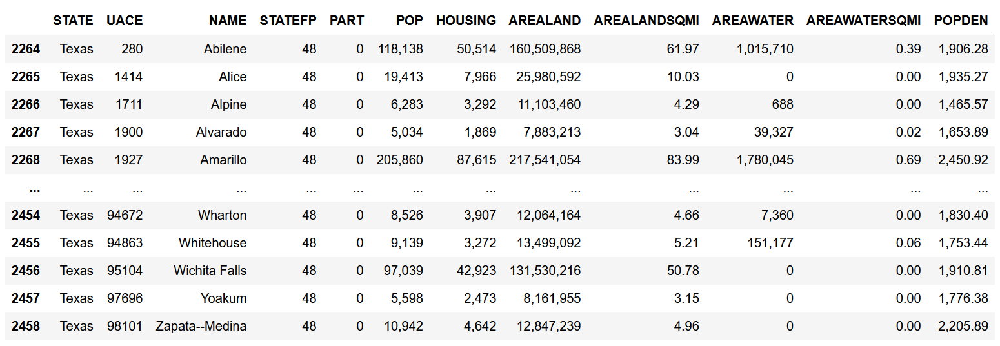 STATE UACE NAME STATEFP PART POP HOUSING AREALAND AREALANDSQMI AREAWATER AREAWATERSQMI POPDEN
2264 Texas 280 Abilene 48 0 118,138 50,514 160,509,868 61.97 1,015,710 0.39 1,906.28
2265 Texas 1414 Alice 48 0 19,413 7,966 25,980,592 10.03 0 0.00 1,935.27
2266 Texas 1711 Alpine 48 0 6,283 3,292 11,103,460 4.29 688 0.00 1,465.57
2267 Texas 1900 Alvarado 48 0 5,034 1,869 7,883,213 3.04 39,327 0.02 1,653.89
2268 Texas 1927 Amarillo 48 0 205,860 87,615 217,541,054 83.99 1,780,045 0.69 2,450.92
... ... ... ... ... ... ... ... ... ... ... ... ...
2454 Texas 94672 Wharton 48 0 8,526 3,907 12,064,164 4.66 7,360 0.00 1,830.40
2455 Texas 94863 Whitehouse 48 0 9,139 3,272 13,499,092 5.21 151,177 0.06 1,753.44
2456 Texas 95104 Wichita Falls 48 0 97,039 42,923 131,530,216 50.78 0 0.00 1,910.81
2457 Texas 97696 Yoakum 48 0 5,598 2,473 8,161,955 3.15 0 0.00 1,776.38
2458 Texas 98101 Zapata--Medina 48 0 10,942 4,642 12,847,239 4.96 0 0.00 2,205.89